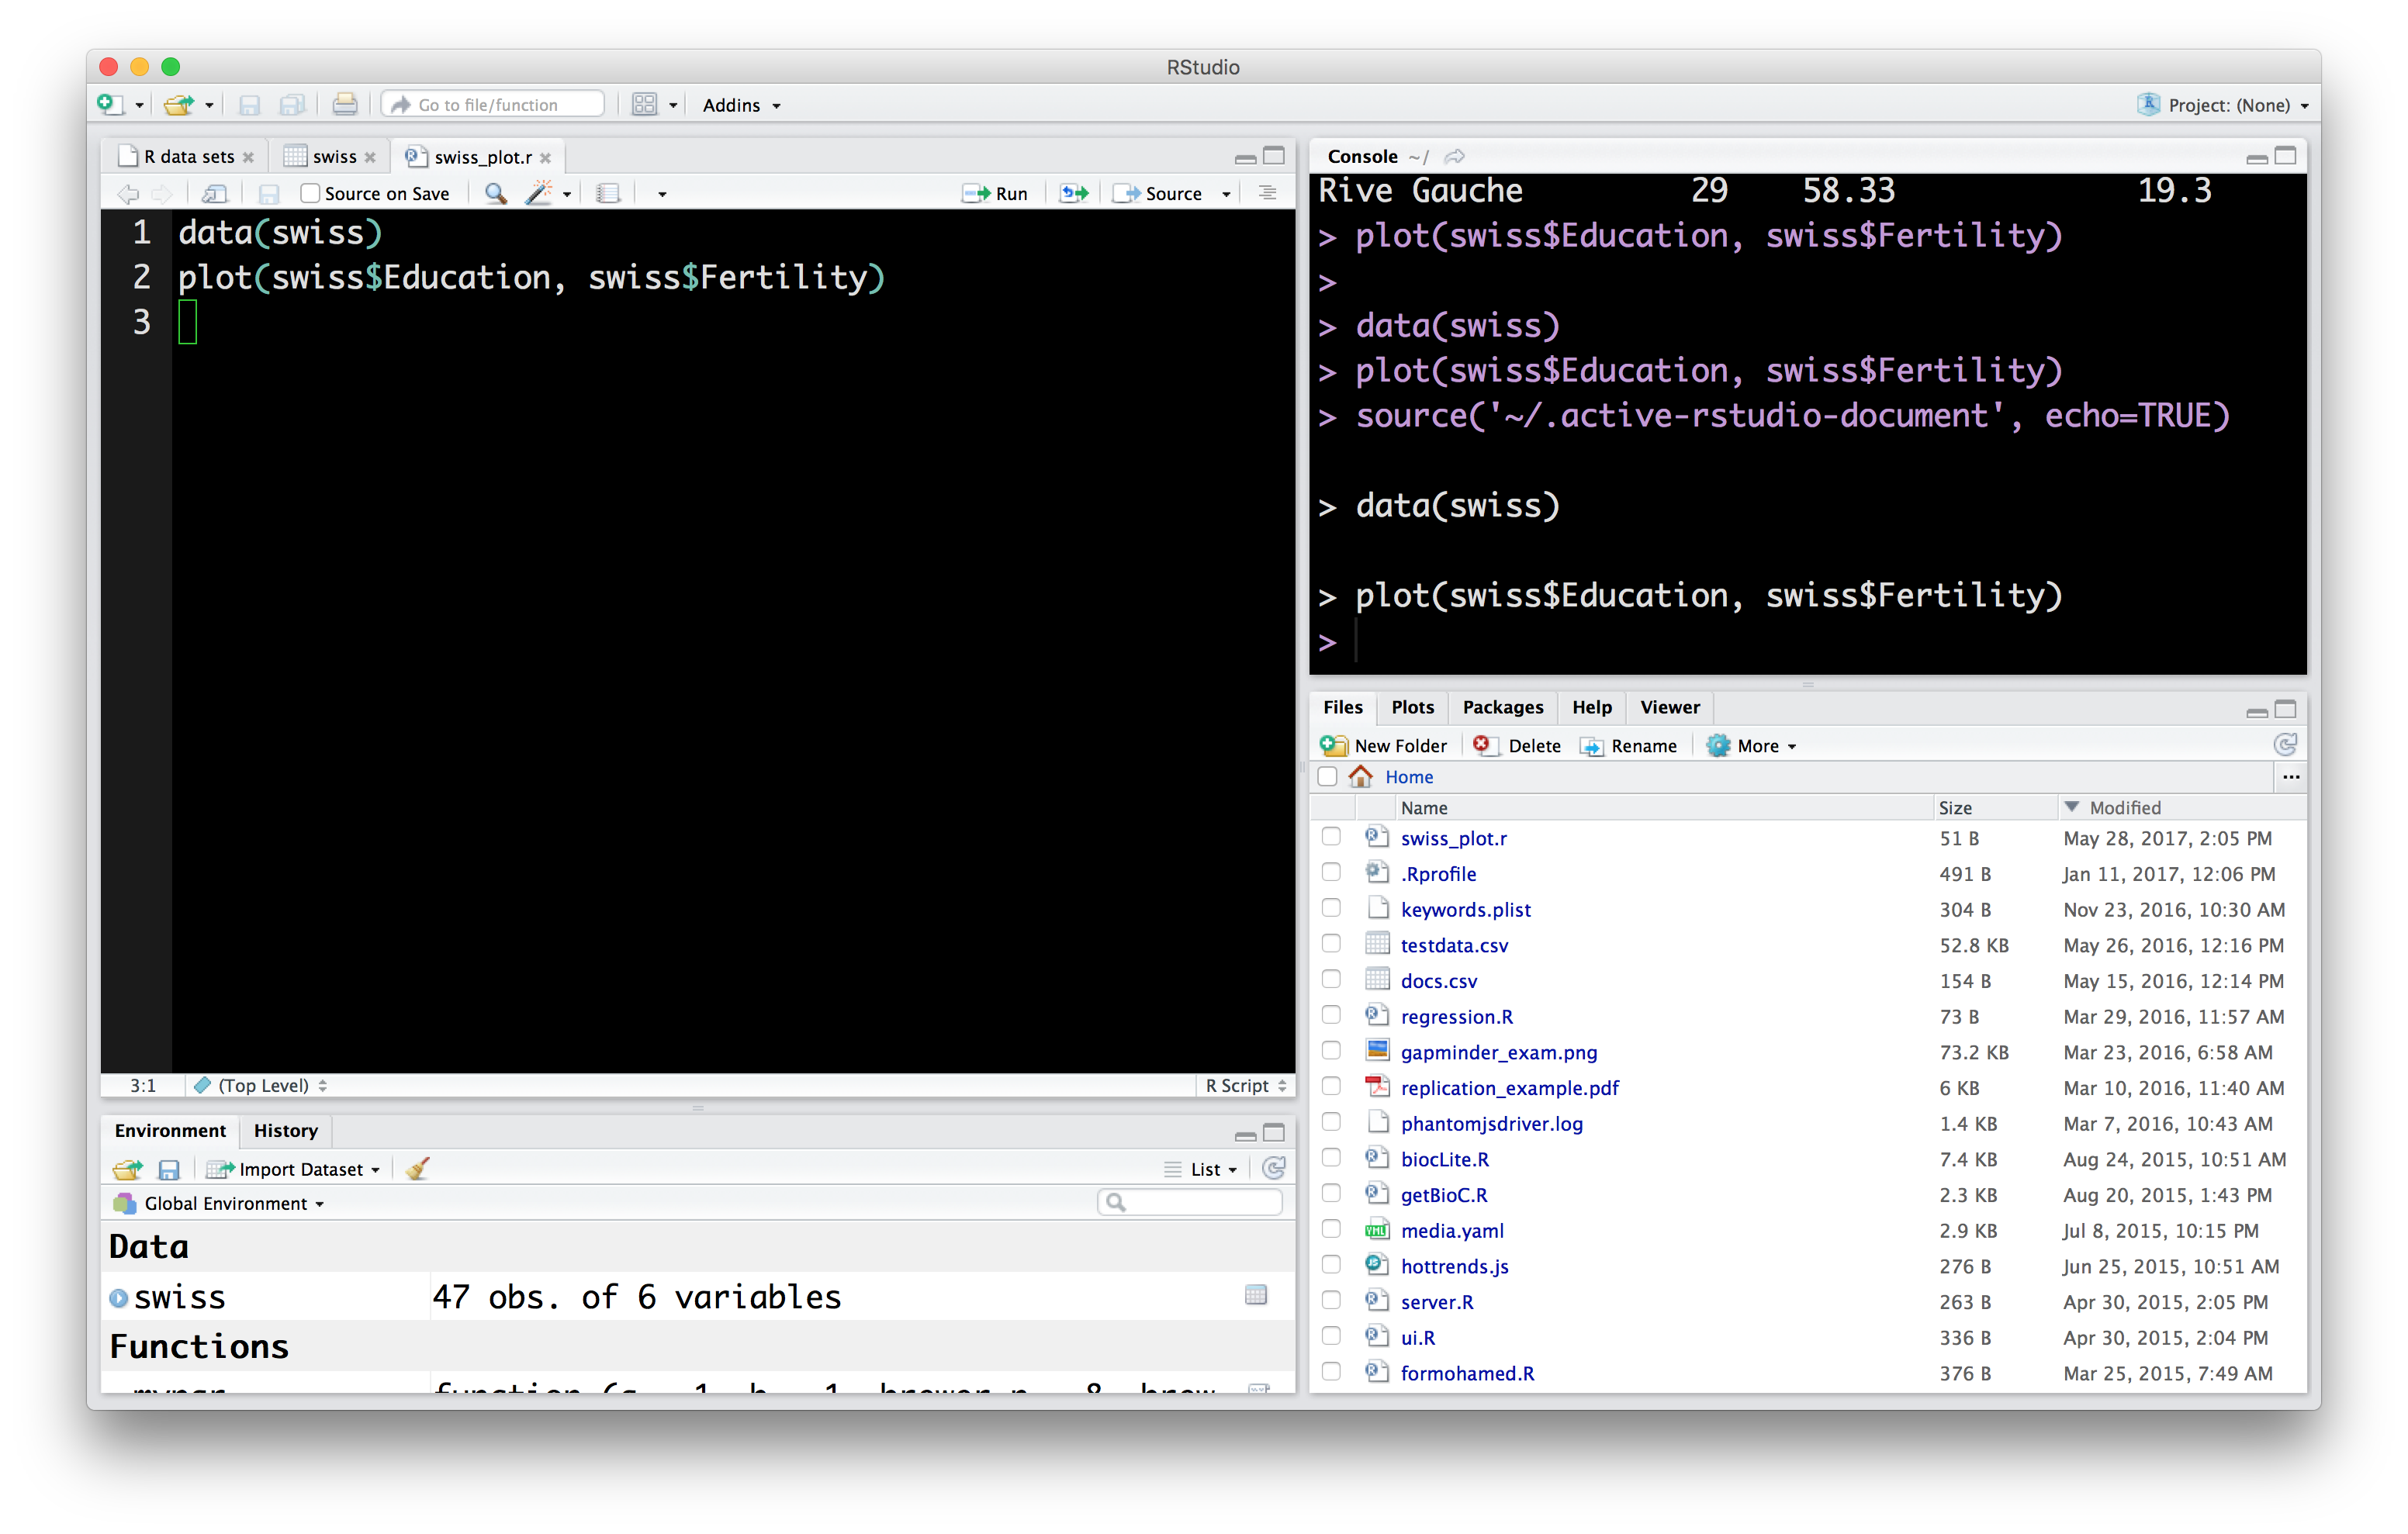 RStudio
Go to file/function
Addins
Project: (None)
R data sets
swiss
swiss_plot.r
Source on Save
Run
Source
1 data(swiss)
2 plot(swiss$Education, swiss$Fertility)
3
3:1
(Top Level)
R Script
Environment
History
Import Dataset
List
Global Environment
Data
swiss 47 obs. of 6 variables
Functions
Console ~/
Rive Gauche 29 58.33 19.3
> plot(swiss$Education, swiss$Fertility)
>
> data(swiss)
> plot(swiss$Education, swiss$Fertility)
> source('~/.active-rstudio-document', echo=TRUE)
> data(swiss)
> plot(swiss$Education, swiss$Fertility)
>
Files
Plots
Packages
Help
Viewer
New Folder
Delete
Rename
More
Home
...
Name Size Modified
swiss_plot.r 51 B May 28, 2017, 2:05 PM
.Rprofile 491 B Jan 11, 2017, 12:06 PM
keywords.plist 304 B Nov 23, 2016, 10:30 AM
testdata.csv 52.8 KB May 26, 2016, 12:16 PM
docs.csv 154 B May 15, 2016, 12:14 PM
regression.R 73 B Mar 29, 2016, 11:57 AM
gapminder_exam.png 73.2 KB Mar 23, 2016, 6:58 AM
replication_example.pdf 6 KB Mar 10, 2016, 11:40 AM
phantomjsdriver.log 1.4 KB Mar 7, 2016, 10:43 AM
biocLite.R 7.4 KB Aug 24, 2015, 10:51 AM
getBioC.R 2.3 KB Aug 20, 2015, 1:43 PM
media.yaml 2.9 KB Jul 8, 2015, 10:15 PM
hottrends.js 276 B Jun 25, 2015, 10:51 AM
server.R 263 B Apr 30, 2015, 2:05 PM
ui.R 336 B Apr 30, 2015, 2:04 PM
formohamed.R 376 B Mar 25, 2015, 7:49 AM